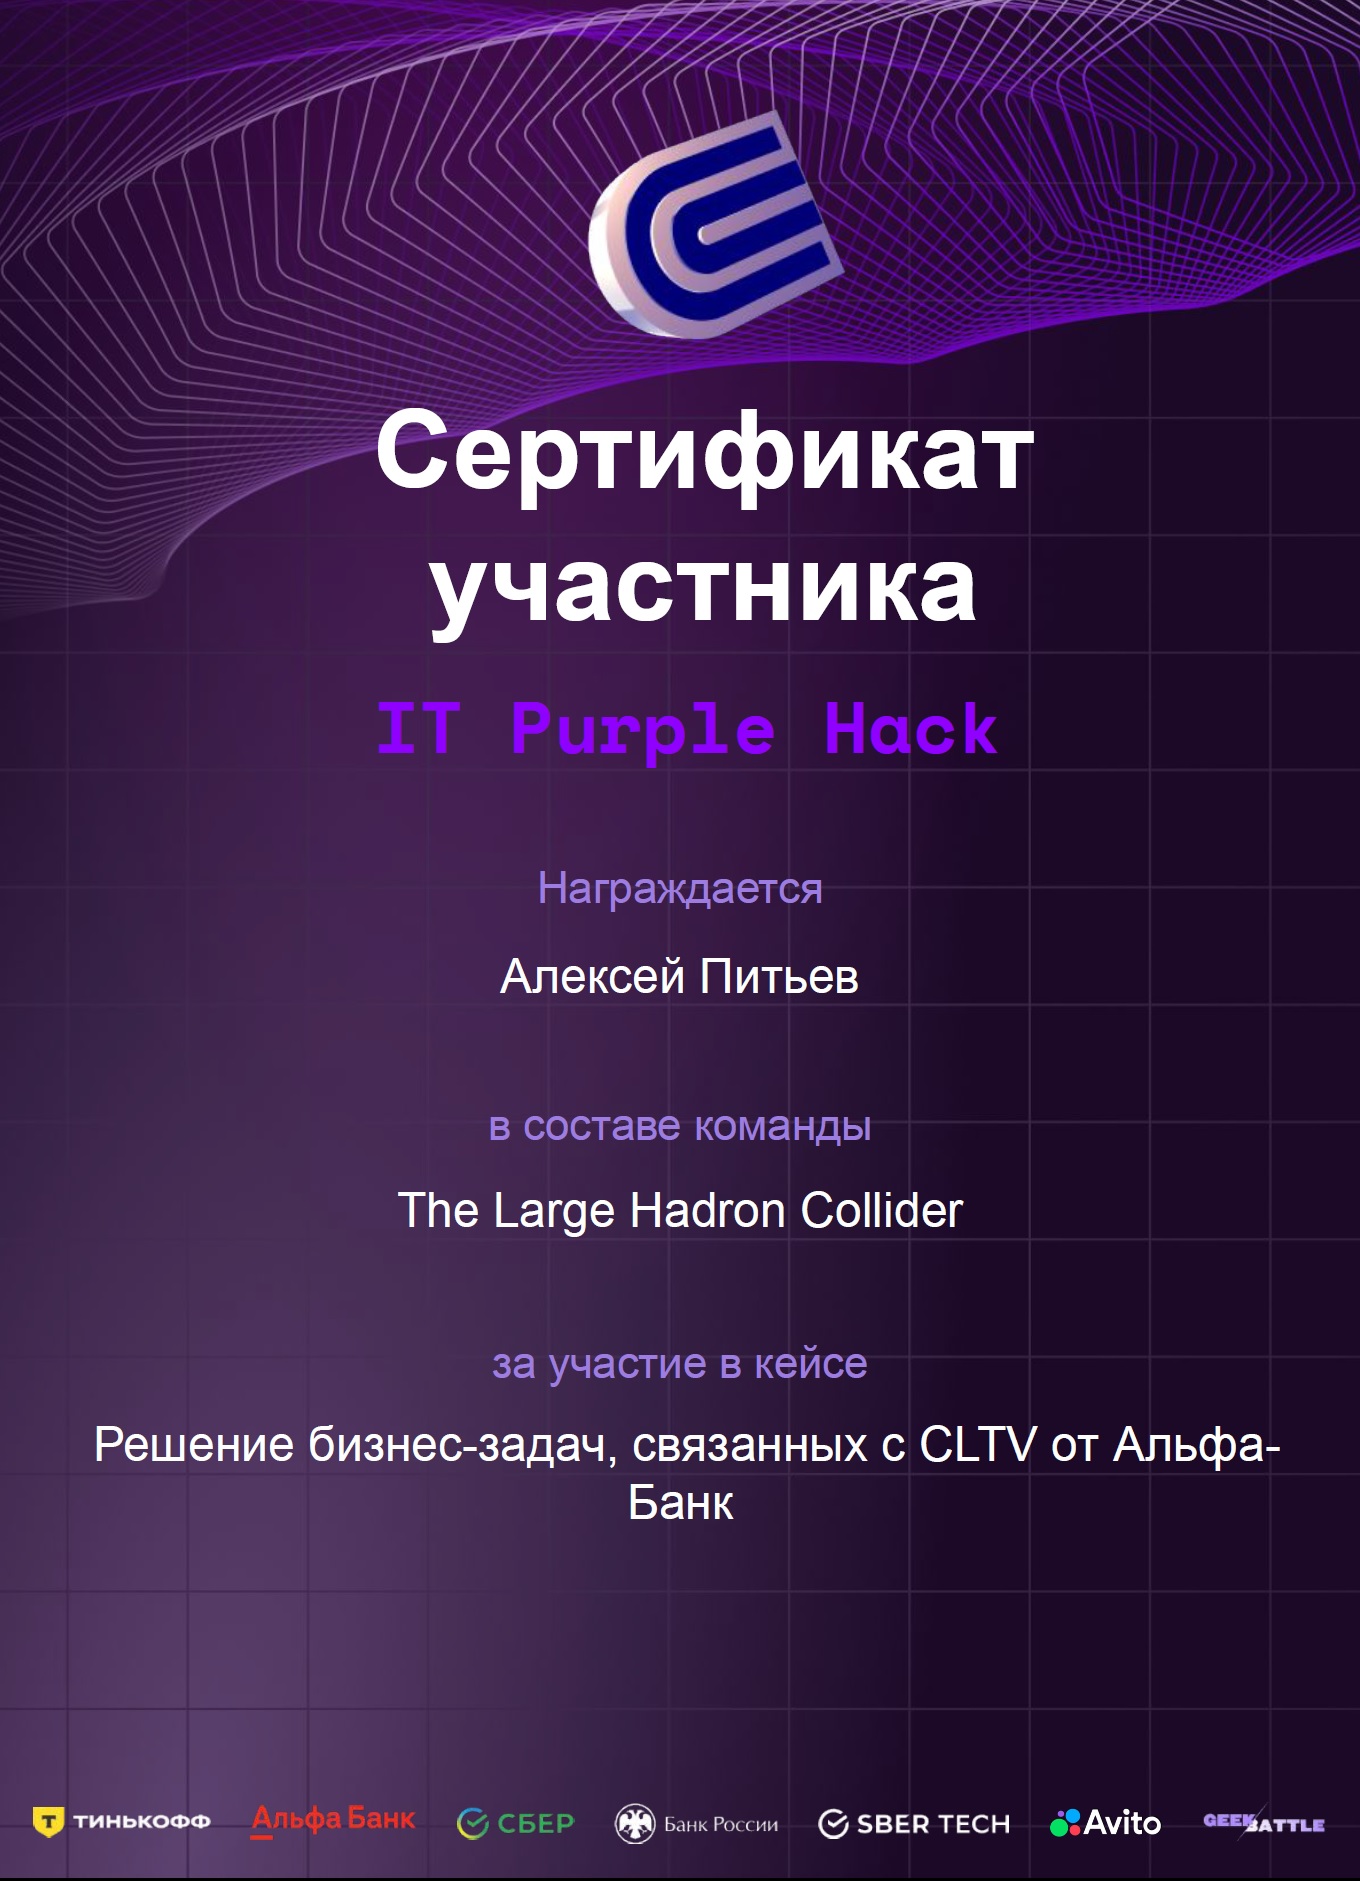 Сертификат
участника
IT Purple Hack
Награждается
Алексей Питьев
в составе команды
The Large Hadron Collider
за участие в кейсе
Решение бизнес-задач, связанных с CLTV от Альфа-
Банк
ТИНЬКОФФ Альфа Банк СБЕР Банк России SBER TECH Avito GEEK BATTLE